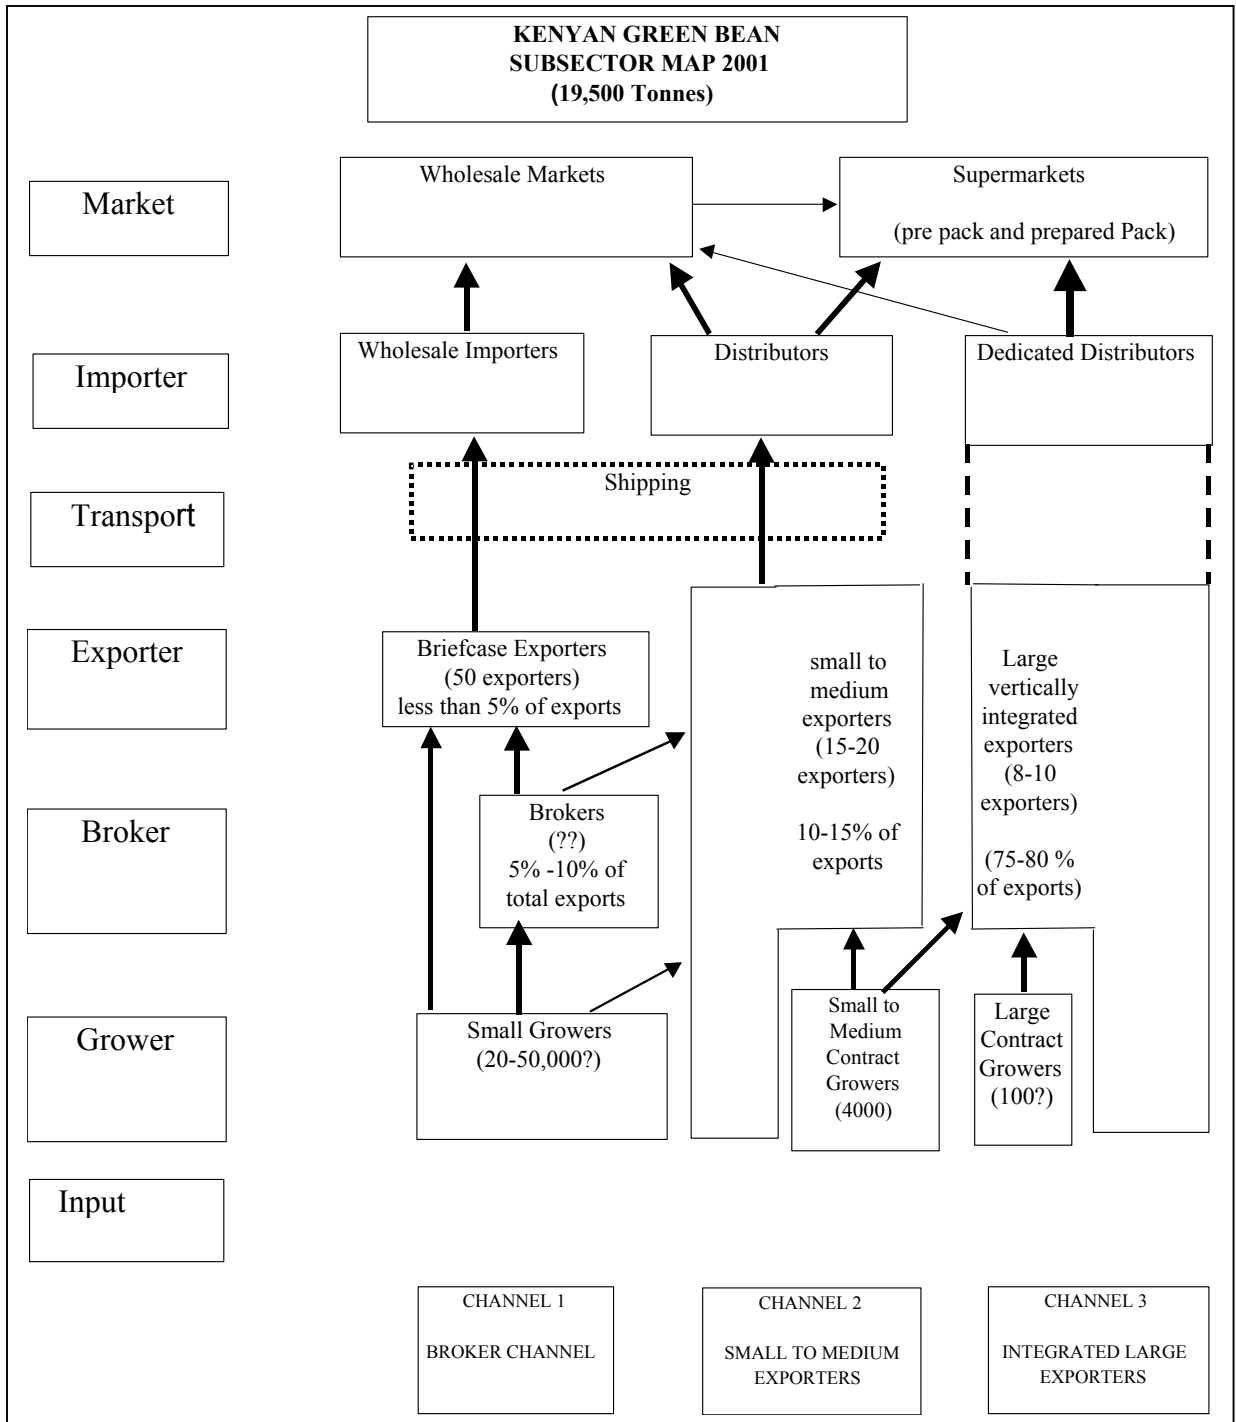 KENYAN GREEN BEAN
SUBSECTOR MAP 2001
(19,500 Tonnes)
Market
Wholesale Markets
Supermarkets
(pre pack and prepared Pack)
Importer
Wholesale Importers
Distributors
Dedicated Distributors
Transport
Shipping
Exporter
Briefcase Exporters
(50 exporters)
less than 5% of exports
small to
medium
exporters
(15-20
exporters)
10-15% of
exports
Large
vertically
integrated
exporters
(8-10
exporters)
(75-80 %
of exports)
Broker
Brokers
(??)
5% -10% of
total exports
Grower
Small Growers
(20-50,000?)
Small to
Medium
Contract
Growers
(4000)
Large
Contract
Growers
(100?)
Input
CHANNEL 1
BROKER CHANNEL
CHANNEL 2
SMALL TO MEDIUM
EXPORTERS
CHANNEL 3
INTEGRATED LARGE
EXPORTERS